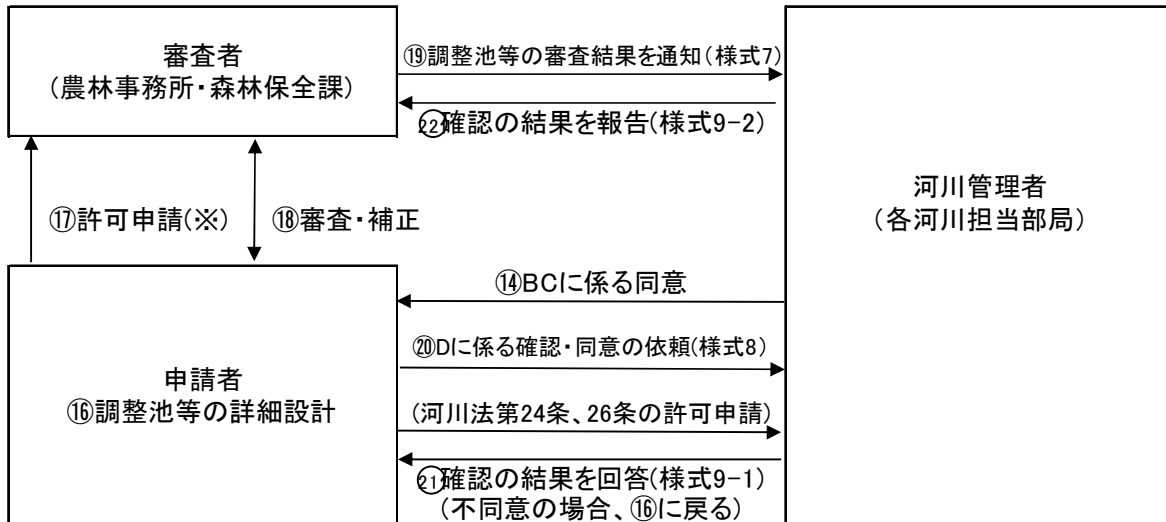 審査者
(農林事務所・森林保全課)
⑲調整池等の審査結果を通知(様式7)
㉒確認の結果を報告(様式9-2)
河川管理者
(各河川担当部局)
⑰許可申請(※)
⑱審査・補正
⑭BCに係る同意
⑳Dに係る確認・同意の依頼(様式8)
申請者
⑯調整池等の詳細設計
(河川法第24条、26条の許可申請)
㉑確認の結果を回答(様式9-1)
(不同意の場合、⑯に戻る)